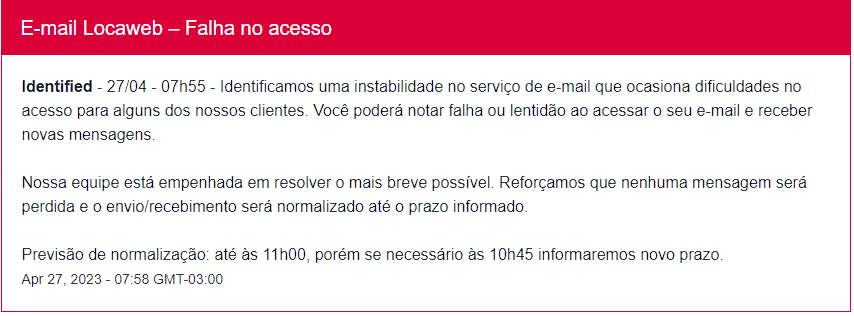 E-mail Locaweb – Falha no acesso
Identified - 27/04 - 07h55 - Identificamos uma instabilidade no serviço de e-mail que ocasiona dificuldades no
acesso para alguns dos nossos clientes. Você poderá notar falha ou lentidão ao acessar o seu e-mail e receber
novas mensagens.
Nossa equipe está empenhada em resolver o mais breve possível. Reforçamos que nenhuma mensagem será
perdida e o envio/recebimento será normalizado até o prazo informado.
Previsão de normalização: até às 11h00, porém se necessário às 10h45 informaremos novo prazo.
Apr 27, 2023 - 07:58 GMT-03:00